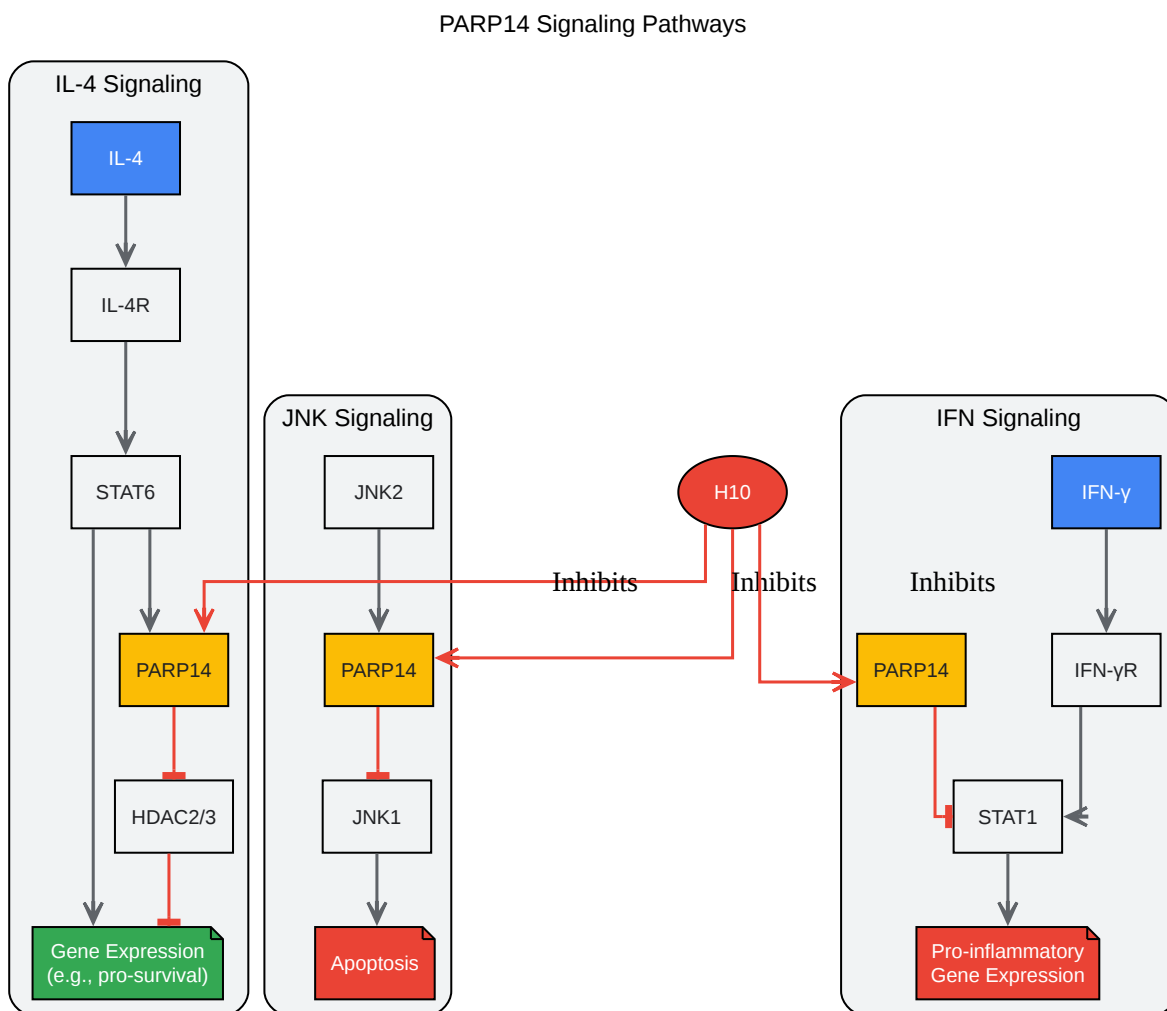 PARP14 Signaling Pathways
IL-4 Signaling
IL-4
IL-4R
STAT6
PARP14
HDAC2/3
Gene Expression
(e.g., pro-survival)
JNK Signaling
JNK2
PARP14
JNK1
Apoptosis
H10
Inhibits
Inhibits
Inhibits
IFN Signaling
IFN-γ
PARP14
IFN-γR
STAT1
Pro-inflammatory
Gene Expression